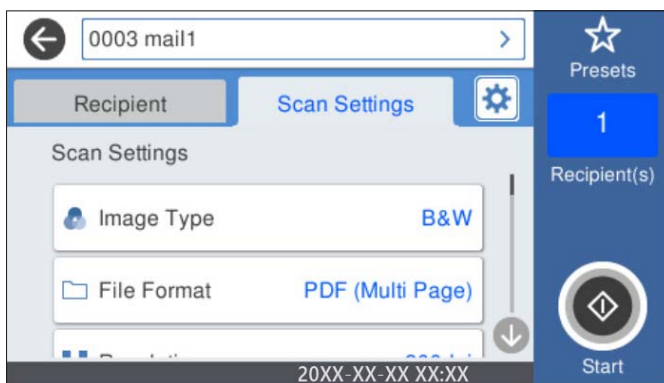 0003 mail1
Presets
Recipient
Scan Settings
1
Scan Settings
Recipient(s)
Image Type B&W
File Format PDF (Multi Page)
20XX-XX-XX XX:XX
Start